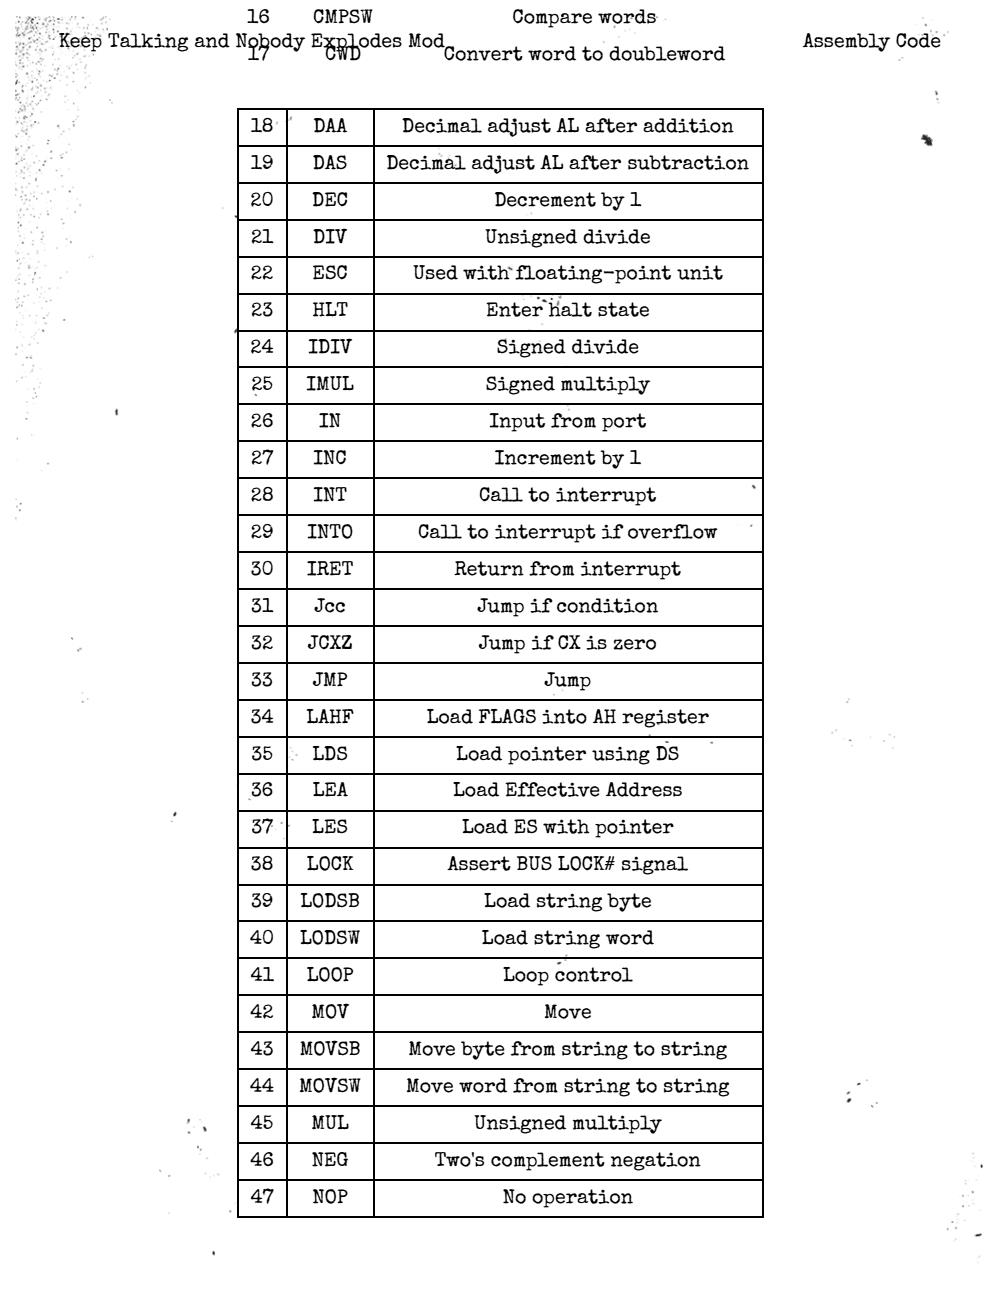 16 CMPSW Compare words
Keep Talking and Nobody Explodes Mod Assembly Code
17 CWD Convert word to doubleword
18 DAA Decimal adjust AL after addition
19 DAS Decimal adjust AL after subtraction
20 DEC Decrement by 1
21 DIV Unsigned divide
22 ESC Used with floating-point unit
23 HLT Enter halt state
24 IDIV Signed divide
25 IMUL Signed multiply
26 IN Input from port
27 INC Increment by 1
28 INT Call to interrupt
29 INTO Call to interrupt if overflow
30 IRET Return from interrupt
31 Jcc Jump if condition
32 JCXZ Jump if CX is zero
33 JMP Jump
34 LAHF Load FLAGS into AH register
35 LDS Load pointer using DS
36 LEA Load Effective Address
37 LES Load ES with pointer
38 LOCK Assert BUS LOCK# signal
39 LODSB Load string byte
40 LODSW Load string word
41 LOOP Loop control
42 MOV Move
43 MOVSB Move byte from string to string
44 MOVSW Move word from string to string
45 MUL Unsigned multiply
46 NEG Two's complement negation
47 NOP No operation